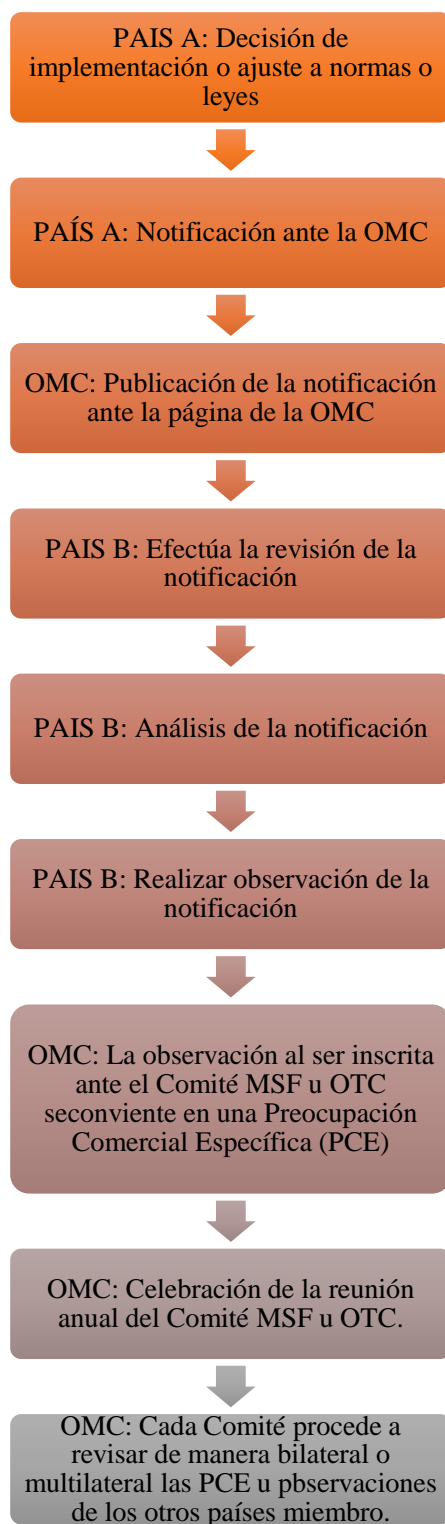 PAIS A: Decisión de
implementación o ajuste a normas o
leyes
PAÍS A: Notificación ante la OMC
OMC: Publicación de la notificación
ante la página de la OMC
PAIS B: Efectúa la revisión de la
notificación
PAIS B: Análisis de la notificación
PAIS B: Realizar observación de la
notificación
OMC: La observación al ser inscrita
ante el Comité MSF u OTC
seconviente en una Preocupación
Comercial Específica (PCE)
OMC: Celebración de la reunión
anual del Comité MSF u OTC.
OMC: Cada Comité procede a
revisar de manera bilateral o
multilateral las PCE u pbservaciones
de los otros países miembro.